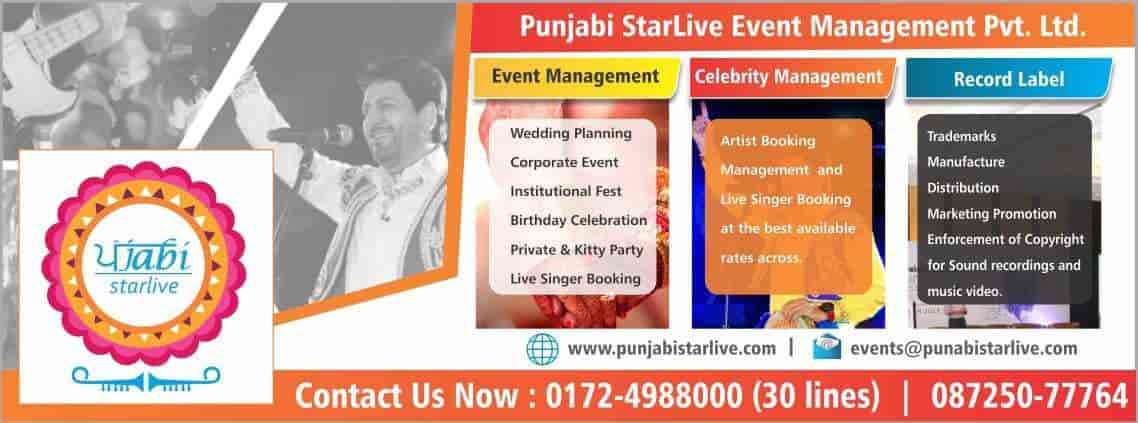 Punjabi StarLive Event Management Pvt. Ltd.
Event Management
Wedding Planning
Corporate Event
Institutional Fest
Birthday Celebration
Private & Kitty Party
Live Singer Booking
Celebrity Management
Artist Booking
Management and
Live Singer Booking
at the best available
rates across.
Record Label
Trademarks
Manufacture
Distribution
Marketing Promotion
Enforcement of Copyright
for Sound recordings and
music video.
ਪੰjabi
starlive
www.punjabistarlive.com | events@punabistarlive.com
Contact Us Now : 0172-4988000 (30 lines) | 087250-77764